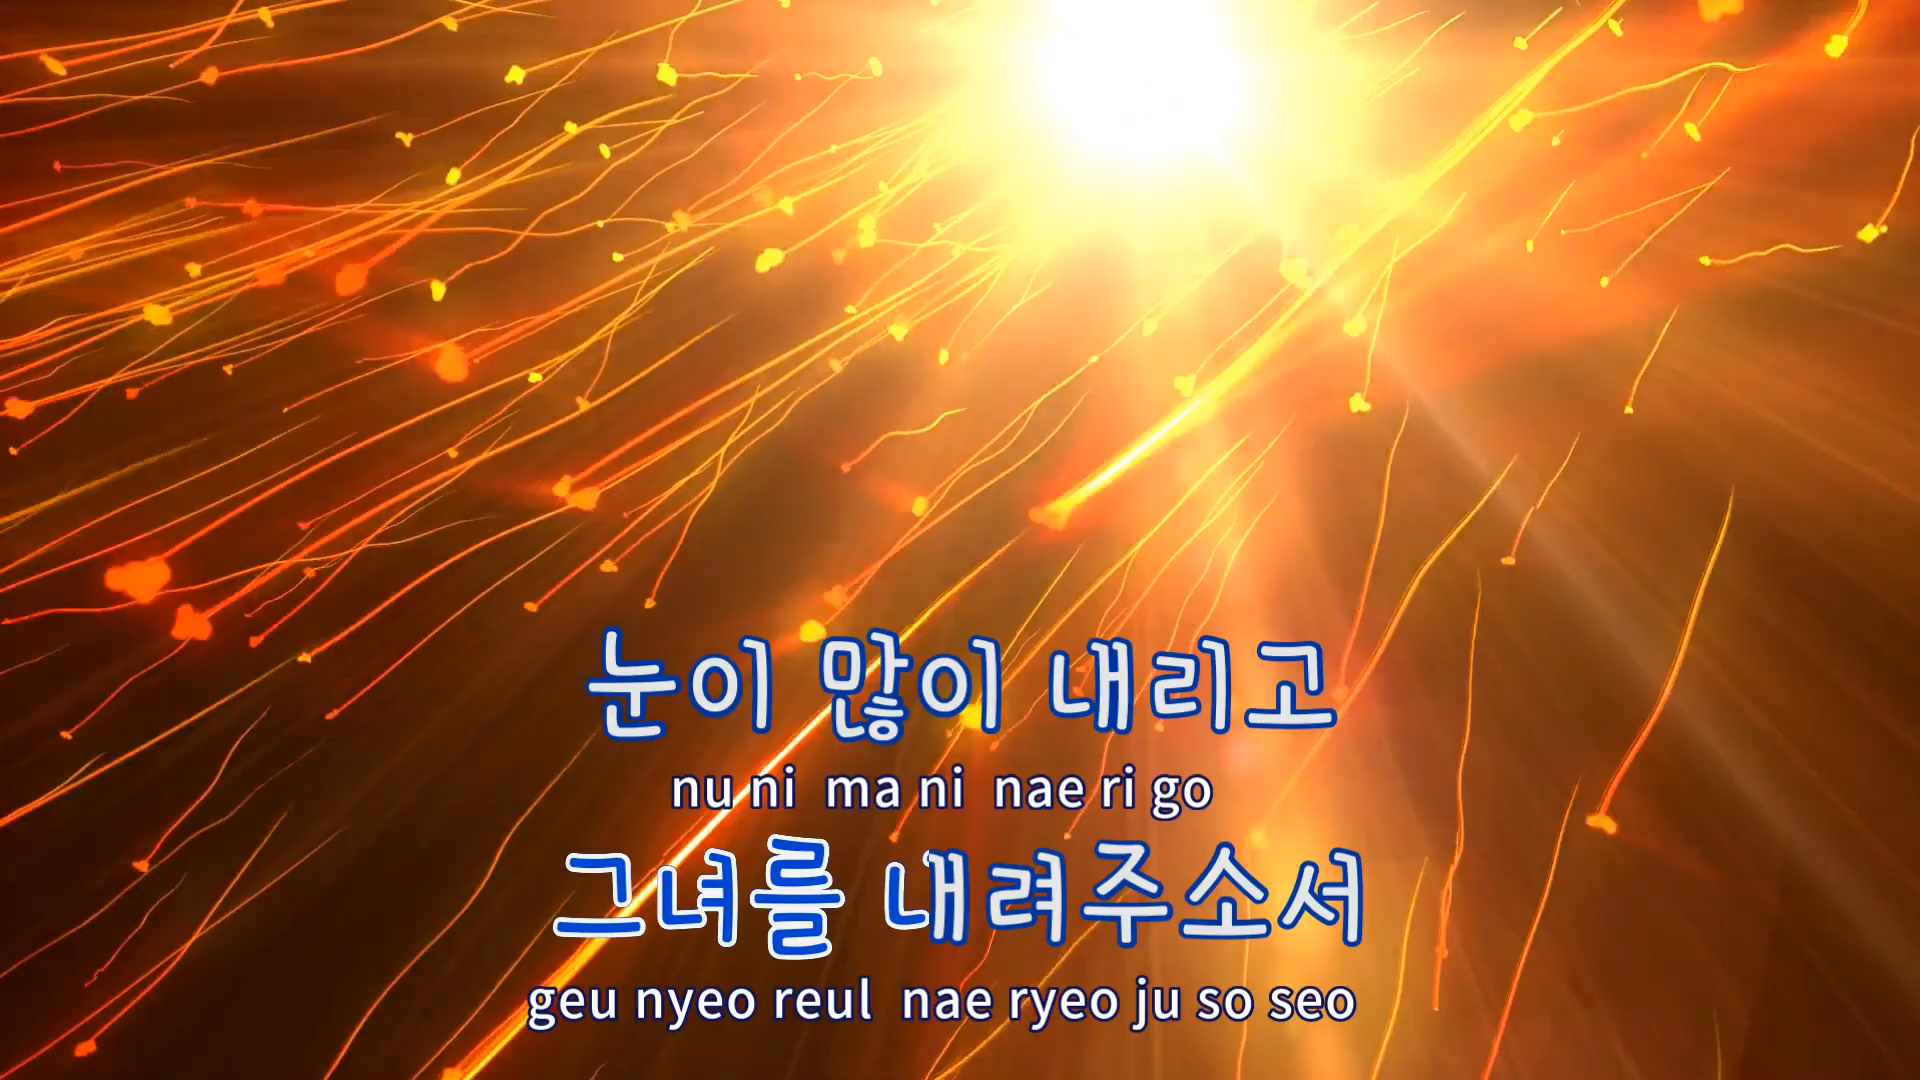 눈이 많이 내리고
nu ni ma ni nae ri go
그녀를 내려주소서
geu nyeo reul nae ryeo ju so seo